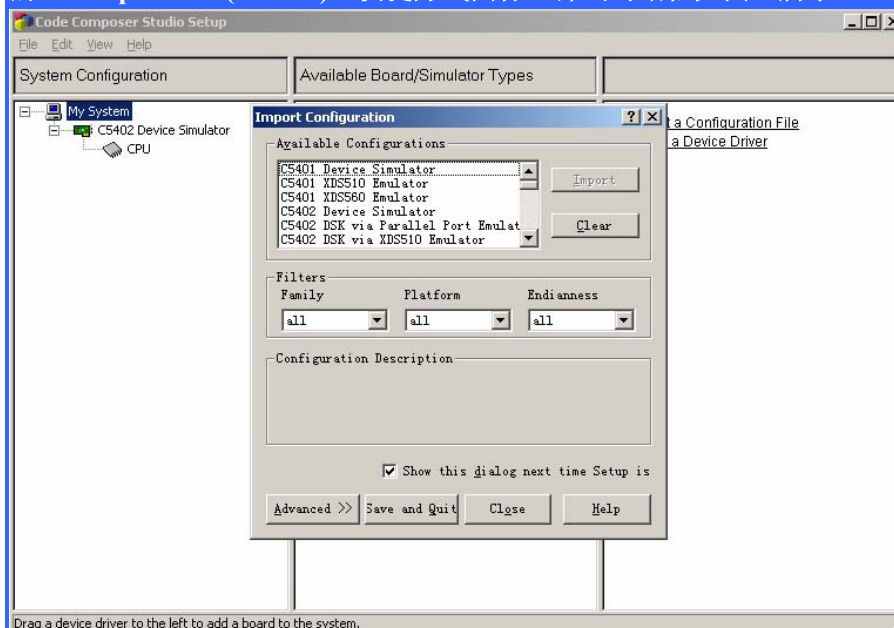 Code Composer Studio Setup
File Edit View Help
System Configuration
Available Board/Simulator Types
My System
C5402 Device Simulator
CPU
t a Configuration File
a Device Driver
Import Configuration
Available Configurations
C5401 Device Simulator
C5401 XDS510 Emulator
C5401 XDS560 Emulator
C5402 Device Simulator
C5402 DSK via Parallel Port Emulat
C5402 DSK via XDS510 Emulator
Import
Clear
Filters
Family Platform Endianness
all all all
Configuration Description
Show this dialog next time Setup is
Advanced >> Save and Quit Close Help
Drag a device driver to the left to add a board to the system.